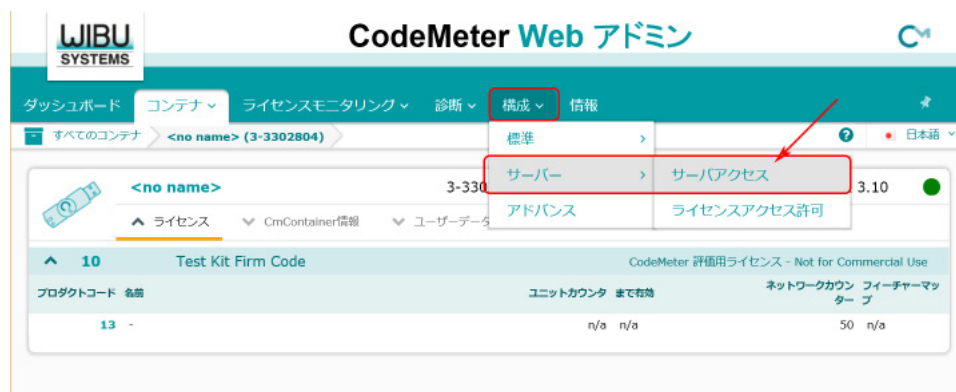 WIBU
SYSTEMS
CodeMeter Web アドミン
ダッシュボード コンテナ ライセンスモニタリング 診断 構成 情報
すべてのコンテナ <no name> (3-3302804) 標準 日本語
サーバー サーバアクセス
<no name> 3-330 3.10
アドバンス ライセンスアクセス許可
ライセンス CmContainer情報 ユーザーデータ
10 Test Kit Firm Code CodeMeter 評価用ライセンス - Not for Commercial Use
プロダクトコード 名前 ユニットカウンタ まで有効 ネットワークカウンター フィーチャーマップ
13 - n/a n/a 50 n/a